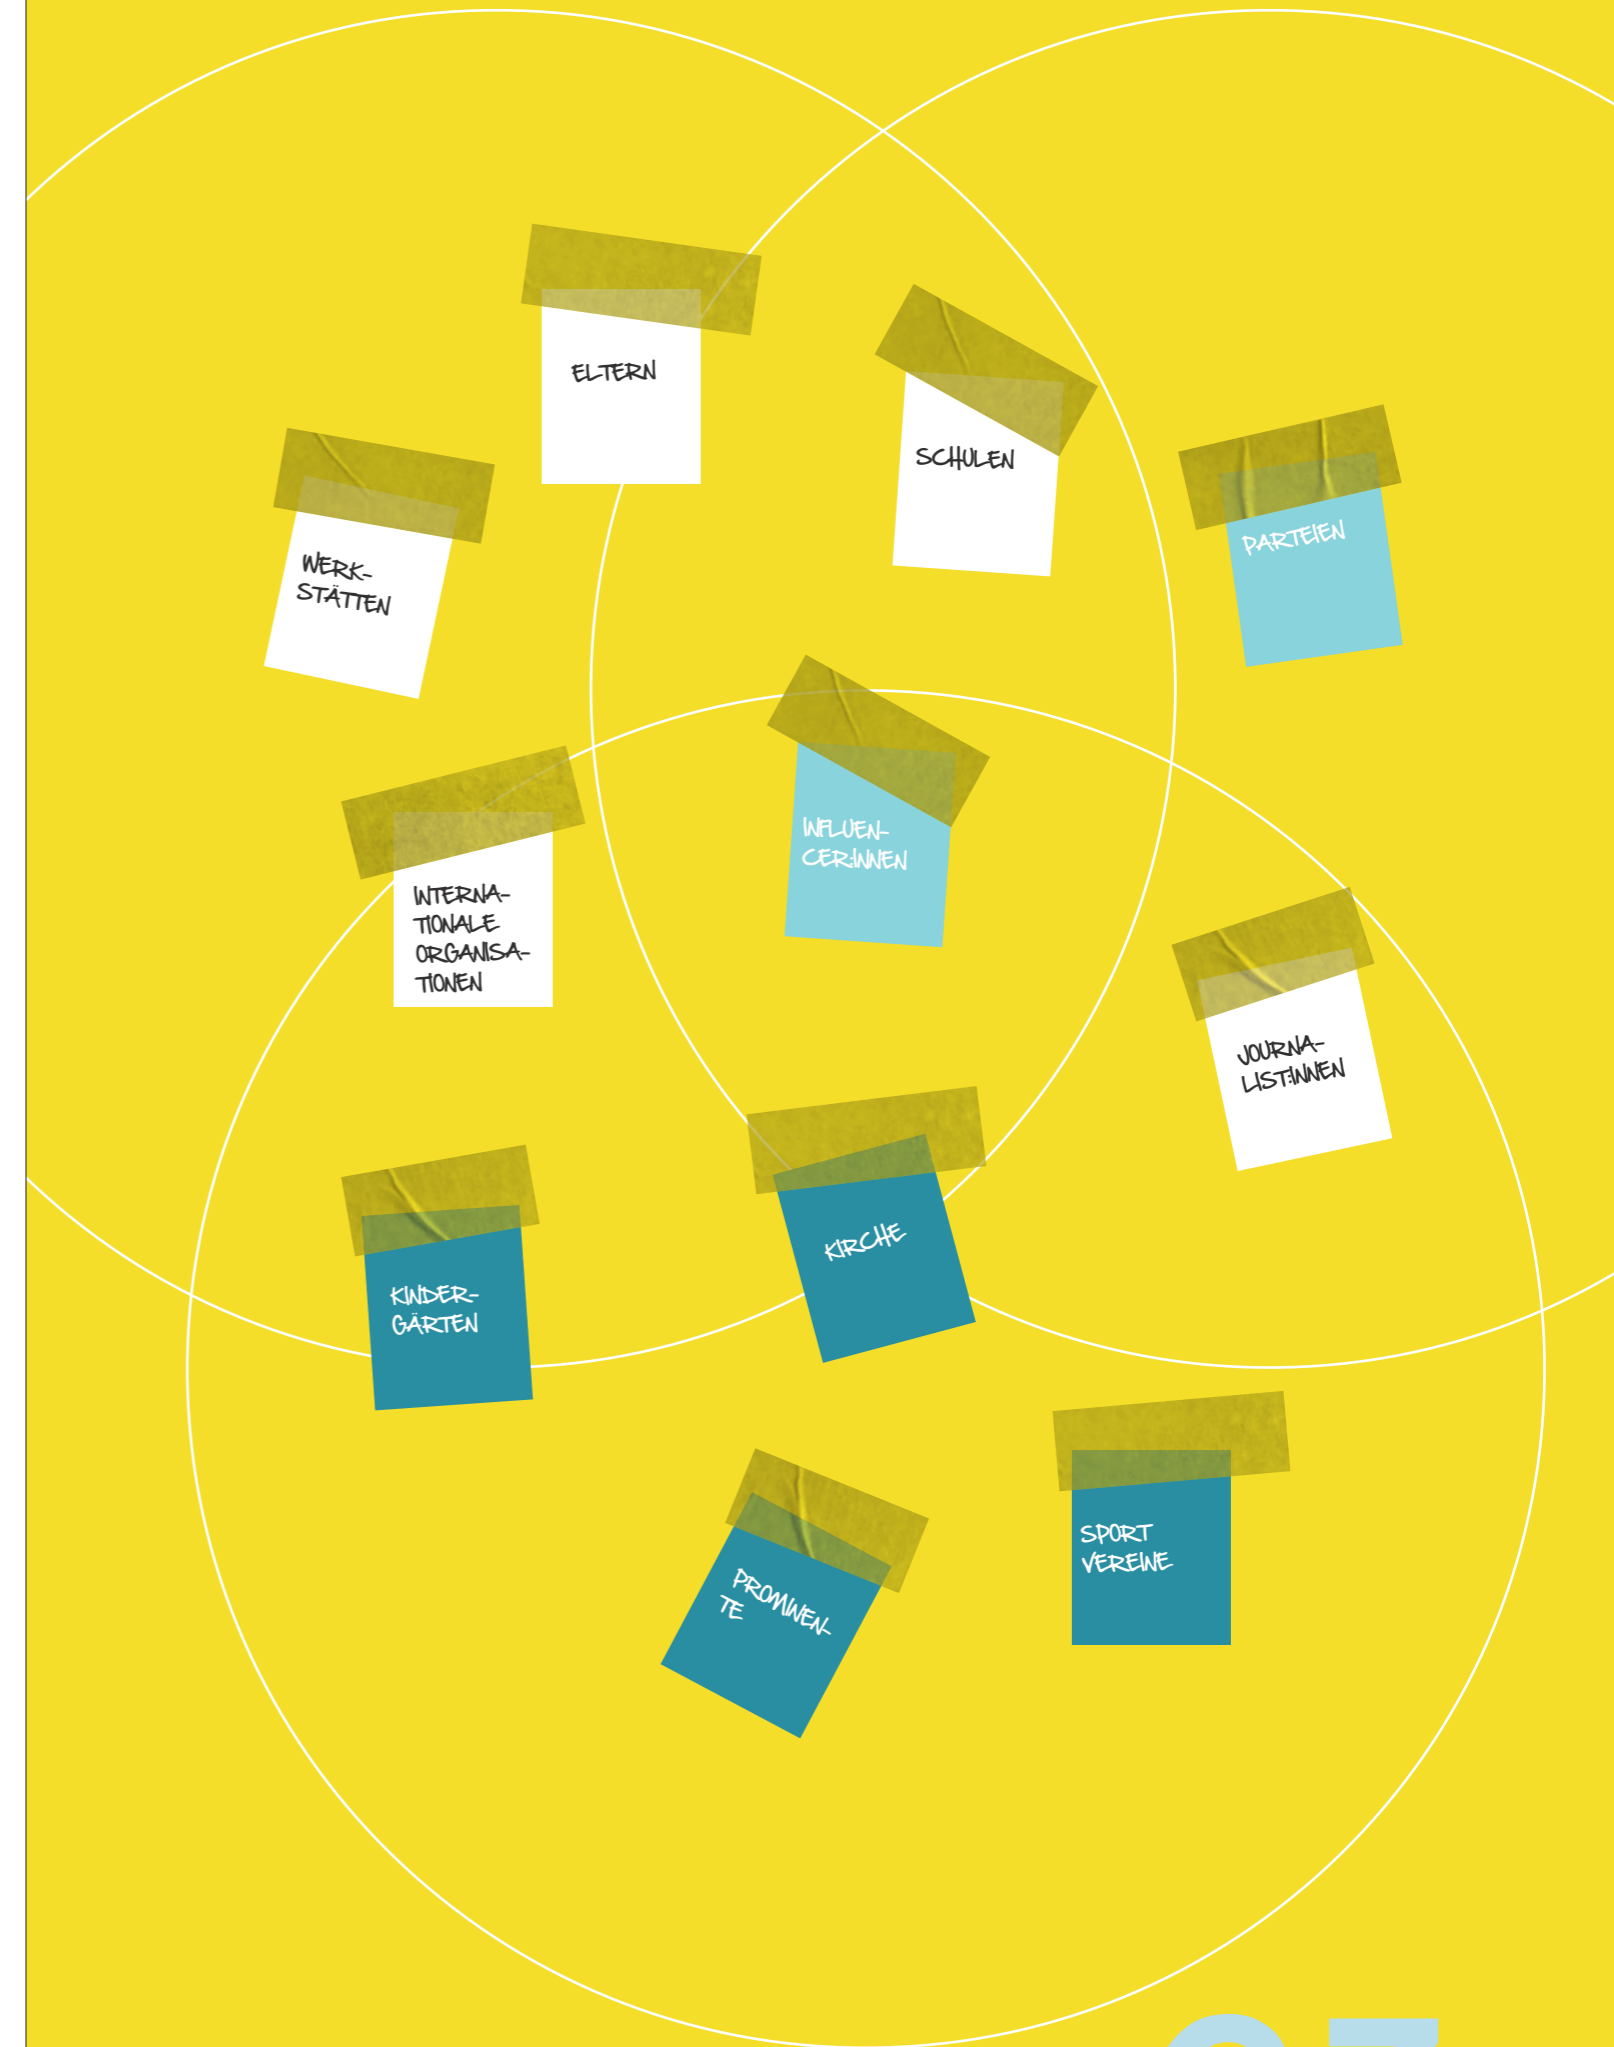 ELTERN
SCHULEN
PARTEIEN
WERK-
STÄTTEN
INFLUEN-
CER:INNEN
INTERNA-
TIONALE
ORGANISA-
TIONEN
JOURNA-
LIST:INNEN
KIRCHE
KINDER-
GÄRTEN
SPORT
VEREINE
PROMINEN-
TE